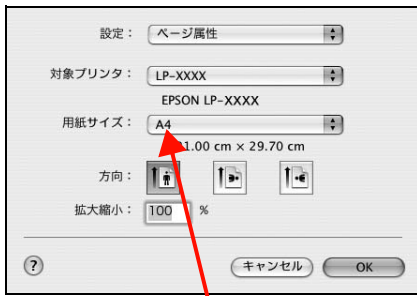 設定： ページ属性
対象プリンタ： LP-XXXX
EPSON LP-XXXX
用紙サイズ： A4
1.00 cm × 29.70 cm
方向：
拡大縮小： 100 %
? キャンセル OK